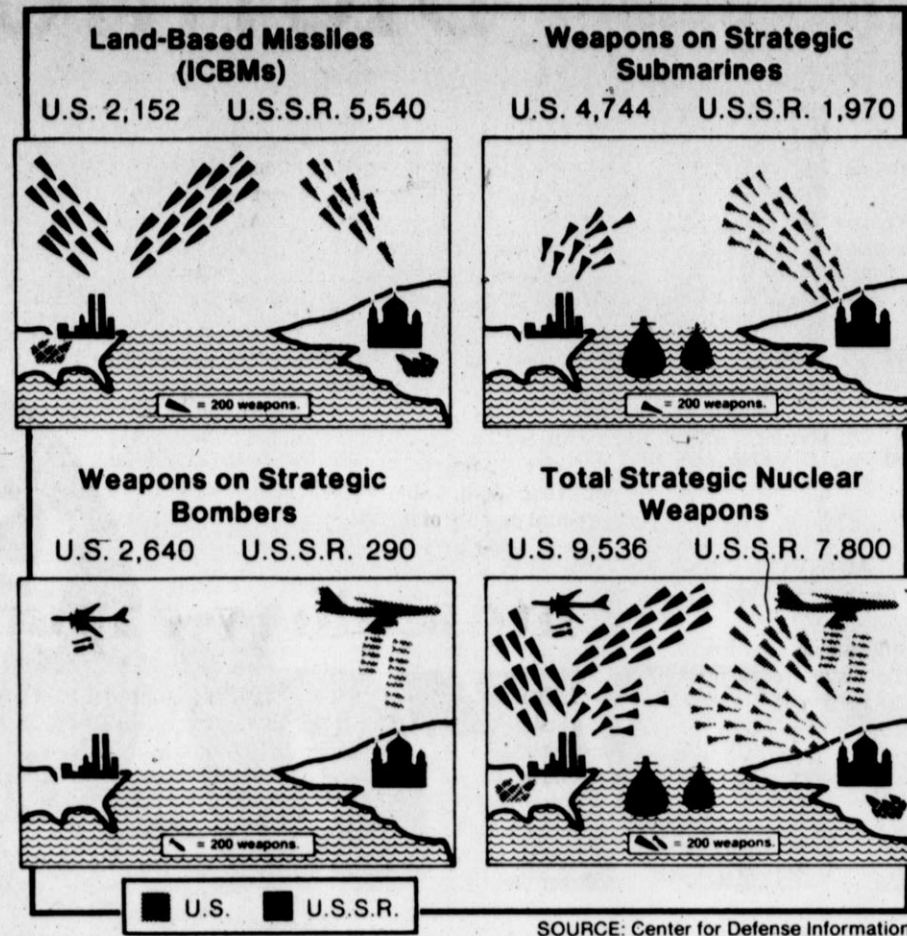 Land-Based Missiles
(ICBMs)
U.S. 2,152 U.S.S.R. 5,540
= 200 weapons.
Weapons on Strategic
Submarines
U.S. 4,744 U.S.S.R. 1,970
= 200 weapons.
Weapons on Strategic
Bombers
U.S. 2,640 U.S.S.R. 290
= 200 weapons.
Total Strategic Nuclear
Weapons
U.S. 9,536 U.S.S.R. 7.800
= 200 weapons.
U.S. U.S.S.R.
SOURCE: Center for Defense Information